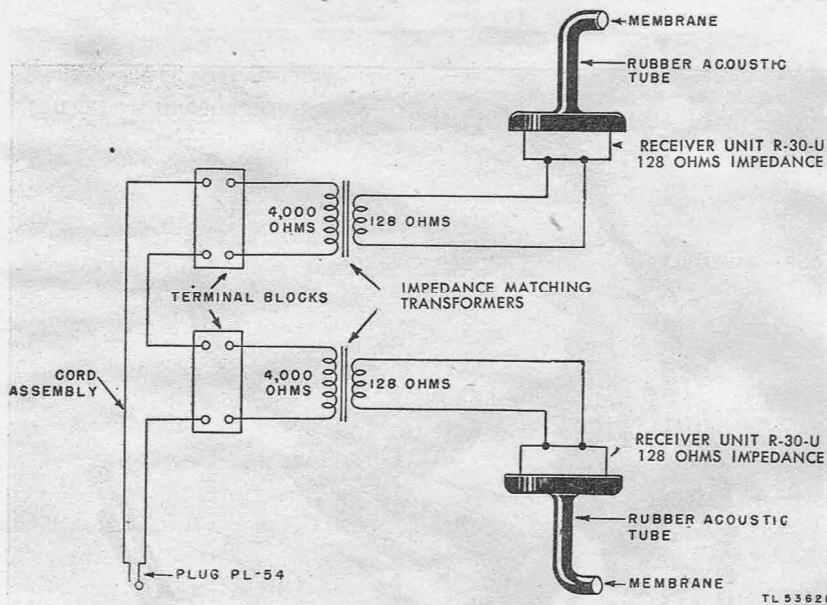 MEMBRANE
RUBBER ACOUSTIC
TUBE
RECEIVER UNIT R-30-U
128 OHMS IMPEDANCE
4,000
OHMS
128 OHMS
TERMINAL BLOCKS
IMPEDANCE MATCHING
TRANSFORMERS
4,000
OHMS
128 OHMS
CORD
ASSEMBLY
RECEIVER UNIT R-30-U
128 OHMS IMPEDANCE
RUBBER ACOUSTIC
TUBE
PLUG PL-54
MEMBRANE